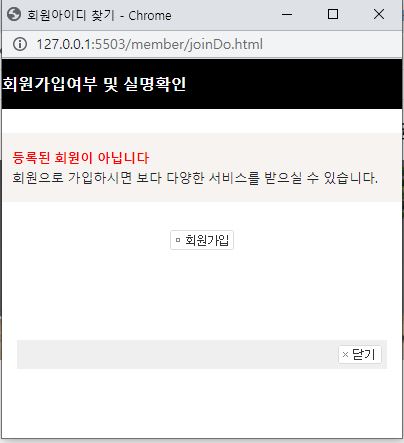 회원아이디 찾기 - Chrome
127.0.0.1:5503/member/joinDo.html
회원가입여부 및 실명확인
등록된 회원이 아닙니다
회원으로 가입하시면 보다 다양한 서비스를 받으실 수 있습니다.
회원가입
닫기